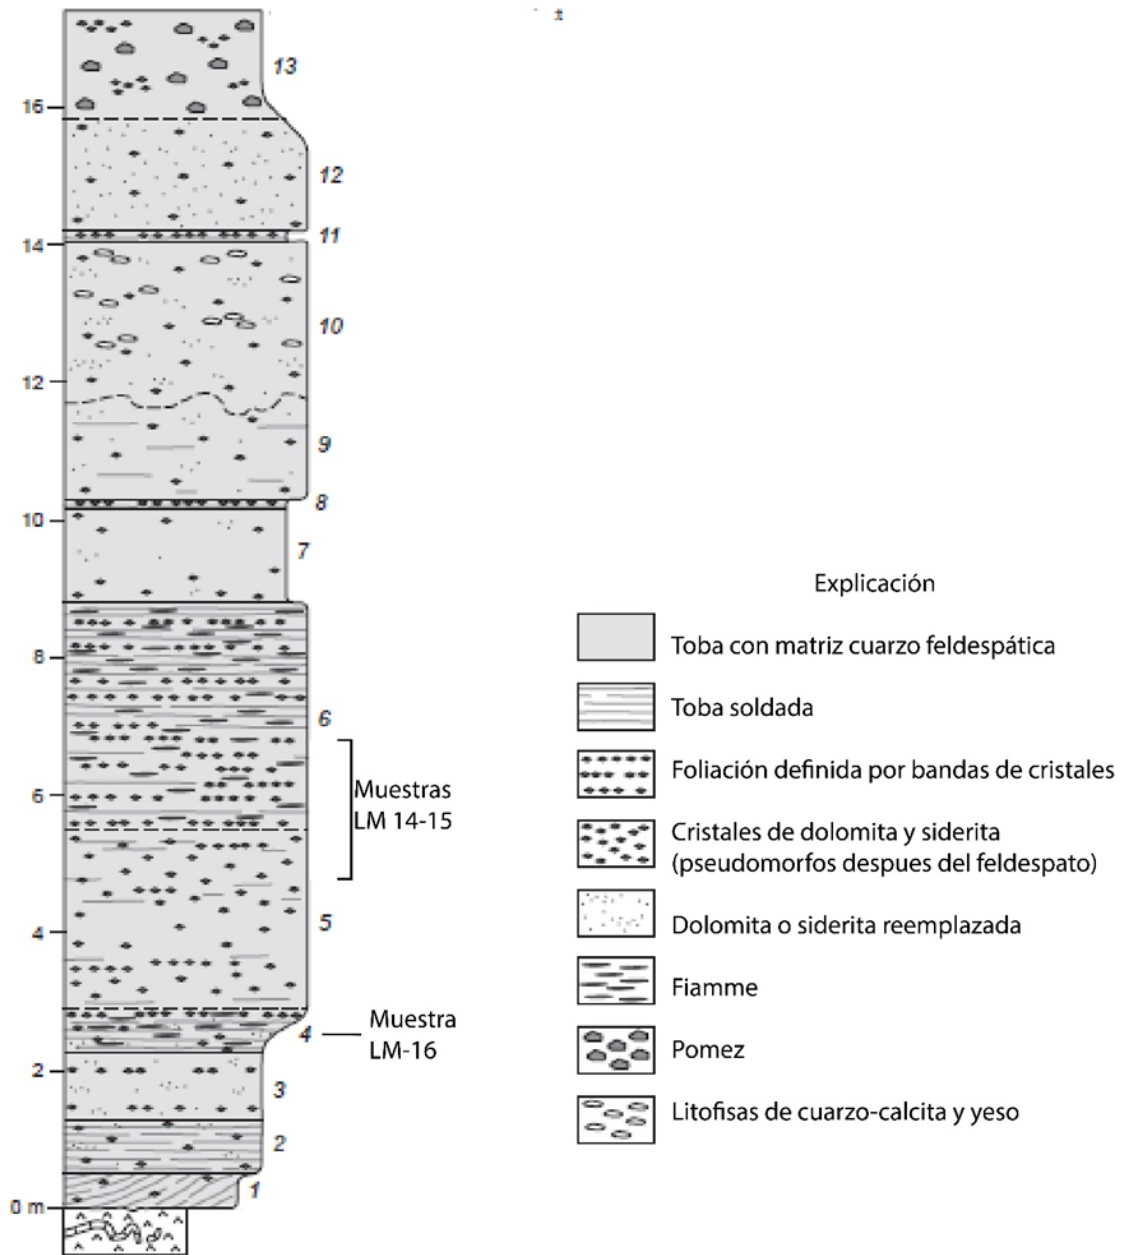 ±
16
14
12
10
8
6
4
2
0 m
13
12
11
10
9
8
7
6
5
4
3
2
1
Muestras
LM 14-15
Muestra
LM-16
Explicación
Toba con matriz cuarzo feldespática
Toba soldada
Foliación definida por bandas de cristales
Cristales de dolomita y siderita
(pseudomorfos despues del feldespato)
Dolomita o siderita reemplazada
Fiamme
Pomez
Litofisas de cuarzo-calcita y yeso